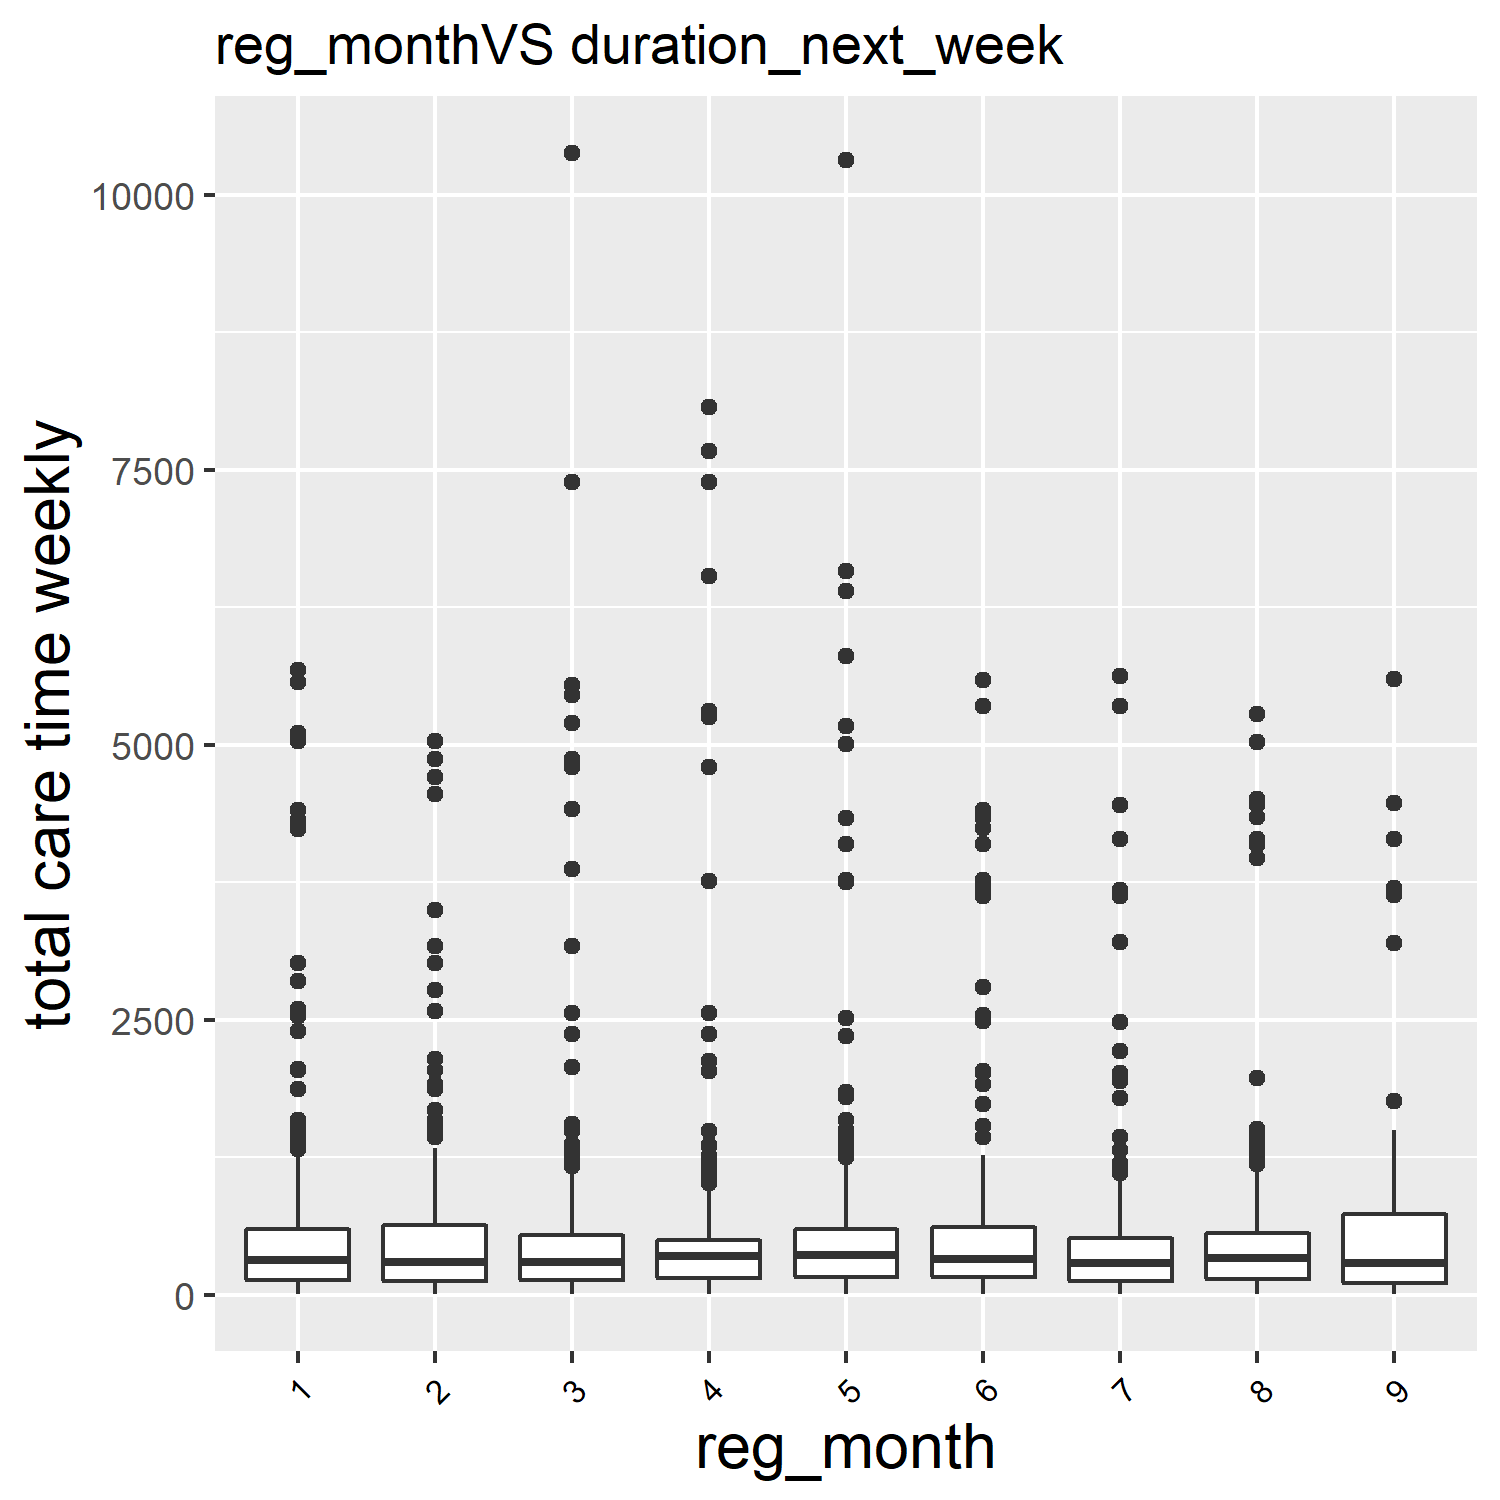 reg_monthVS duration_next_week
total care time weekly
10000
7500
5000
2500
0
1 2 3 4 5 6 7 8 9
reg_month